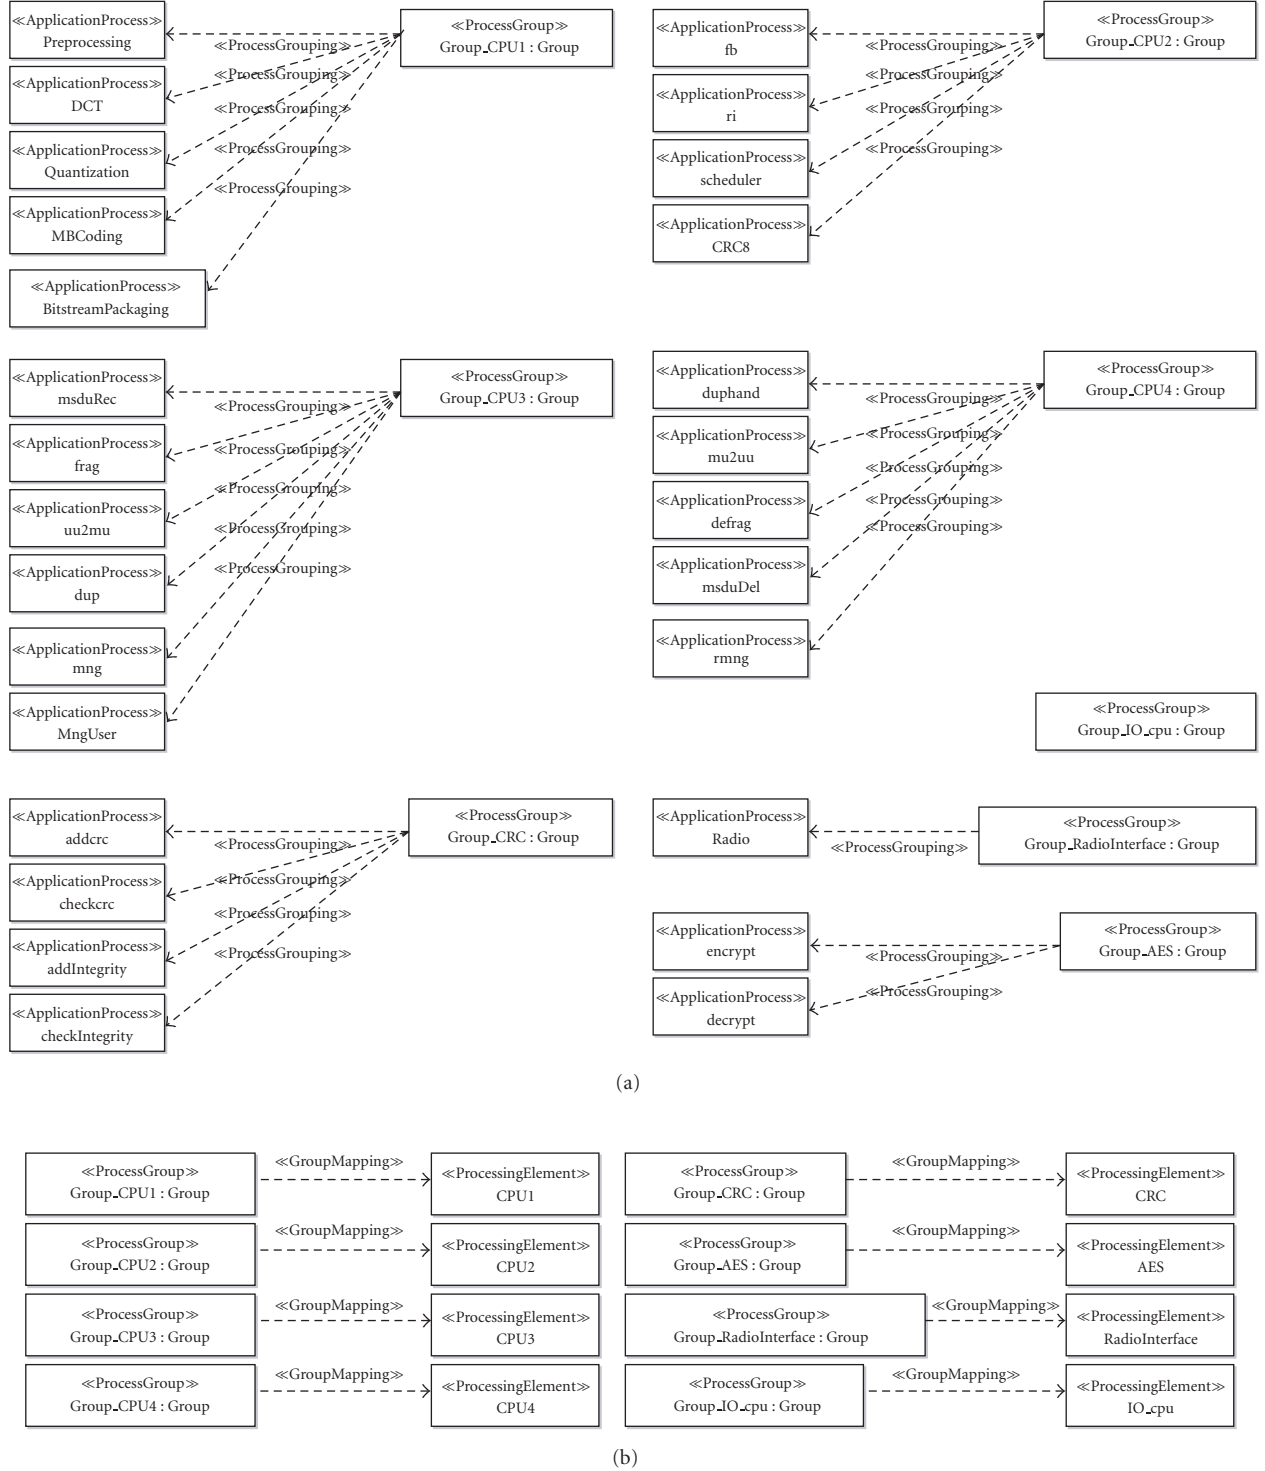 ≪ApplicationProcess≫
Preprocessing
≪ApplicationProcess≫
DCT
≪ApplicationProcess≫
Quantization
≪ApplicationProcess≫
MBCoding
≪ApplicationProcess≫
BitstreamPackaging
≪ProcessGrouping≫
≪ProcessGrouping≫
≪ProcessGrouping≫
≪ProcessGrouping≫
≪ProcessGrouping≫
≪ProcessGroup≫
Group_CPU1 : Group
≪ApplicationProcess≫
fb
≪ApplicationProcess≫
ri
≪ApplicationProcess≫
scheduler
≪ApplicationProcess≫
CRC8
≪ProcessGrouping≫
≪ProcessGrouping≫
≪ProcessGrouping≫
≪ProcessGrouping≫
≪ProcessGroup≫
Group_CPU2 : Group
≪ApplicationProcess≫
msduRec
≪ApplicationProcess≫
frag
≪ApplicationProcess≫
uu2mu
≪ApplicationProcess≫
dup
≪ApplicationProcess≫
mng
≪ApplicationProcess≫
MngUser
≪ProcessGrouping≫
≪ProcessGrouping≫
≪ProcessGrouping≫
≪ProcessGrouping≫
≪ProcessGrouping≫
≪ProcessGroup≫
Group_CPU3 : Group
≪ApplicationProcess≫
duphand
≪ApplicationProcess≫
mu2uu
≪ApplicationProcess≫
defrag
≪ApplicationProcess≫
msduDel
≪ApplicationProcess≫
rmng
≪ProcessGrouping≫
≪ProcessGrouping≫
≪ProcessGrouping≫
≪ProcessGrouping≫
≪ProcessGroup≫
Group_CPU4 : Group
≪ProcessGroup≫
Group_IO_cpu : Group
≪ApplicationProcess≫
addcrc
≪ApplicationProcess≫
checkcrc
≪ApplicationProcess≫
addIntegrity
≪ApplicationProcess≫
checkIntegrity
≪ProcessGrouping≫
≪ProcessGrouping≫
≪ProcessGrouping≫
≪ProcessGrouping≫
≪ProcessGroup≫
Group_CRC : Group
≪ApplicationProcess≫
Radio
≪ProcessGrouping≫
≪ProcessGroup≫
Group_RadioInterface : Group
≪ApplicationProcess≫
encrypt
≪ApplicationProcess≫
decrypt
≪ProcessGrouping≫
≪ProcessGrouping≫
≪ProcessGroup≫
Group_AES : Group
(a)
≪ProcessGroup≫
Group_CPU1 : Group
≪GroupMapping≫
≪ProcessingElement≫
CPU1
≪ProcessGroup≫
Group_CRC : Group
≪GroupMapping≫
≪ProcessingElement≫
CRC
≪ProcessGroup≫
Group_CPU2 : Group
≪GroupMapping≫
≪ProcessingElement≫
CPU2
≪ProcessGroup≫
Group_AES : Group
≪GroupMapping≫
≪ProcessingElement≫
AES
≪ProcessGroup≫
Group_CPU3 : Group
≪GroupMapping≫
≪ProcessingElement≫
CPU3
≪ProcessGroup≫
Group_RadioInterface : Group
≪GroupMapping≫
≪ProcessingElement≫
RadioInterface
≪ProcessGroup≫
Group_CPU4 : Group
≪GroupMapping≫
≪ProcessingElement≫
CPU4
≪ProcessGroup≫
Group_IO_cpu : Group
≪GroupMapping≫
≪ProcessingElement≫
IO_cpu
(b)